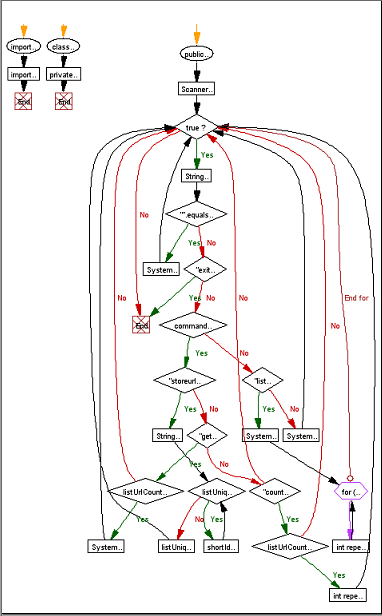 import..
class..
public..
import..
private..
Scanner..
End
End
true ?
Yes
String..
"".equals..
No
Yes
No
System..
"exit..
No
End for
Yes
No
No
End
command..
No
Yes
No
"storeurl..
"list..
Yes
No
Yes
No
String..
"get..
System..
System..
Yes
No
listUrlCount..
listUniq..
"count..
for (..
Yes
No
Yes
Yes
System..
listUniq..
shortId..
listUrlCount..
int repe..
Yes
int repe..